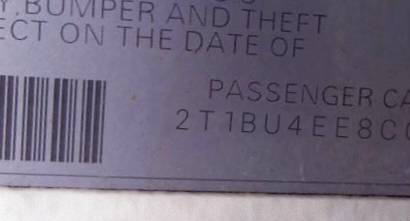 Y, BUMPER AND THEFT
ECT ON THE DATE OF
PASSENGER CA
2T1BU4EE8C